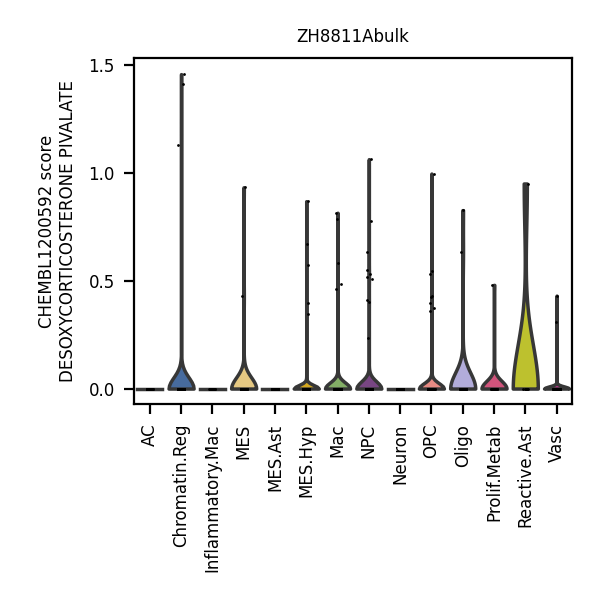 ZH8811Abulk
CHEMBL1200592 score
DESOXYCORTICOSTERONE PIVALATE
1.5
1.0
0.5
0.0
AC
Chromatin.Reg
Inflammatory.Mac
MES
MES.Ast
MES.Hyp
Mac
NPC
Neuron
OPC
Oligo
Prolif.Metab
Reactive.Ast
Vasc